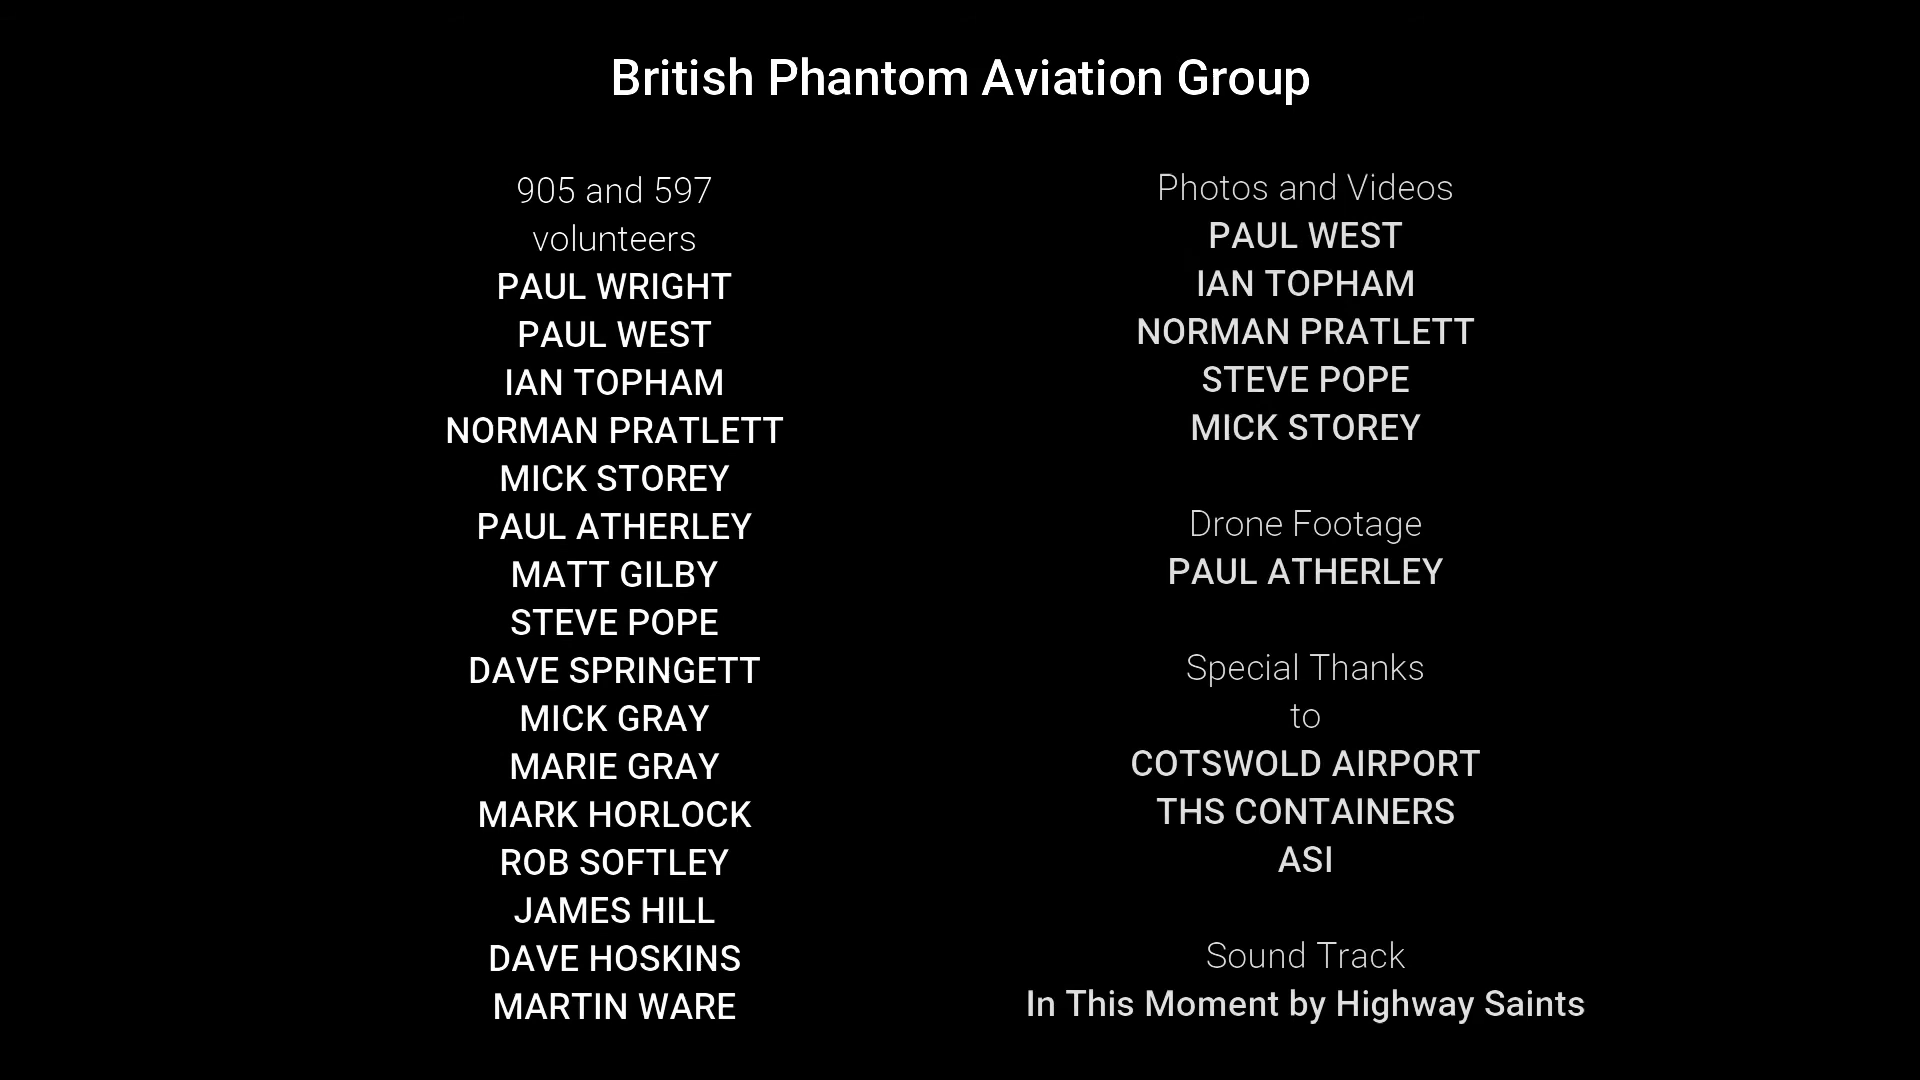 British Phantom Aviation Group
905 and 597
volunteers
PAUL WRIGHT
PAUL WEST
IAN TOPHAM
NORMAN PRATLETT
MICK STOREY
PAUL ATHERLEY
MATT GILBY
STEVE POPE
DAVE SPRINGETT
MICK GRAY
MARIE GRAY
MARK HORLOCK
ROB SOFTLEY
JAMES HILL
DAVE HOSKINS
MARTIN WARE
Photos and Videos
PAUL WEST
IAN TOPHAM
NORMAN PRATLETT
STEVE POPE
MICK STOREY
Drone Footage
PAUL ATHERLEY
Special Thanks
to
COTSWOLD AIRPORT
THS CONTAINERS
ASI
Sound Track
In This Moment by Highway Saints